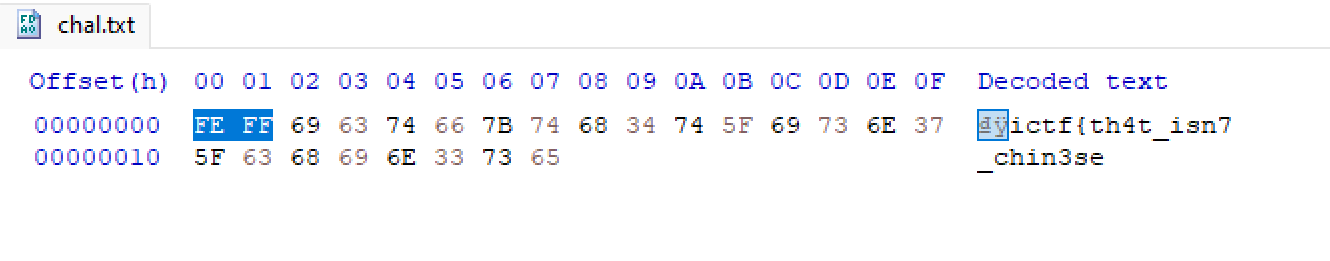 chal.txt
Offset(h) 00 01 02 03 04 05 06 07 08 09 0A 0B 0C 0D 0E 0F Decoded text
00000000 FE FF 69 63 74 66 7B 74 68 34 74 5F 69 73 6E 37 þÿictf{th4t_isn7
00000010 5F 63 68 69 6E 33 73 65 _chin3se